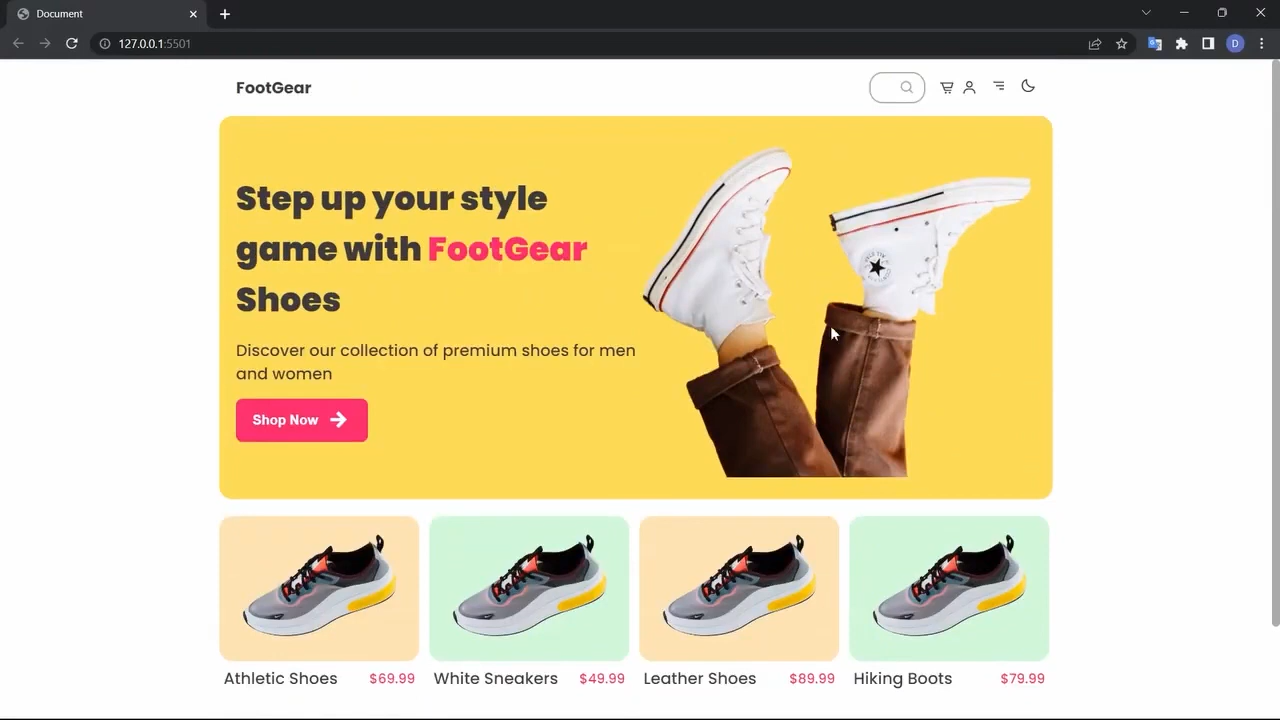 Document
127.0.0.1:5501
D
FootGear
Step up your style
game with FootGear
Shoes
Discover our collection of premium shoes for men
and women
Shop Now
Athletic Shoes $69.99 White Sneakers $49.99 Leather Shoes $89.99 Hiking Boots $79.99